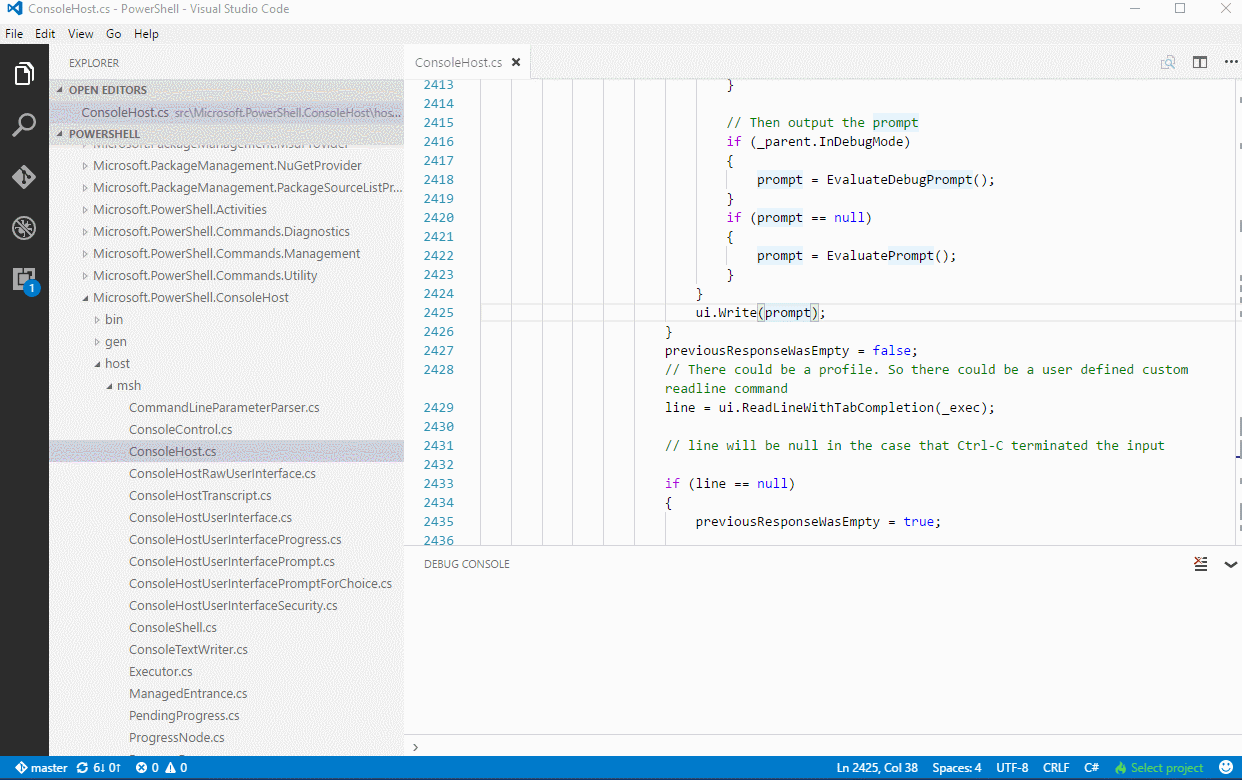 ConsoleHost.cs - PowerShell - Visual Studio Code
File Edit View Go Help
EXPLORER
OPEN EDITORS
ConsoleHost.cs src\Microsoft.PowerShell.ConsoleHost\hos...
POWERSHELL
Microsoft.PackageManagement.NuGetProvider
Microsoft.PackageManagement.PackageSourceListPr...
Microsoft.PowerShell.Activities
Microsoft.PowerShell.Commands.Diagnostics
Microsoft.PowerShell.Commands.Management
Microsoft.PowerShell.Commands.Utility
Microsoft.PowerShell.ConsoleHost
bin
gen
host
msh
CommandLineParameterParser.cs
ConsoleControl.cs
ConsoleHost.cs
ConsoleHostRawUserInterface.cs
ConsoleHostTranscript.cs
ConsoleHostUserInterface.cs
ConsoleHostUserInterfaceProgress.cs
ConsoleHostUserInterfacePrompt.cs
ConsoleHostUserInterfacePromptForChoice.cs
ConsoleHostUserInterfaceSecurity.cs
ConsoleShell.cs
ConsoleTextWriter.cs
Executor.cs
ManagedEntrance.cs
PendingProgress.cs
ProgressNode.cs
1
ConsoleHost.cs
2413 }
2414
2415 // Then output the prompt
2416 if (_parent.InDebugMode)
2417 {
2418 prompt = EvaluateDebugPrompt();
2419 }
2420 if (prompt == null)
2421 {
2422 prompt = EvaluatePrompt();
2423 }
2424 }
2425 ui.Write(prompt);
2426 }
2427 previousResponseWasEmpty = false;
2428 // There could be a profile. So there could be a user defined custom
readline command
2429 line = ui.ReadLineWithTabCompletion(_exec);
2430
2431 // line will be null in the case that Ctrl-C terminated the input
2432
2433 if (line == null)
2434 {
2435 previousResponseWasEmpty = true;
2436
DEBUG CONSOLE
master 6↓ 0↑ 0 0 Ln 2425, Col 38 Spaces: 4 UTF-8 CRLF C# Select project